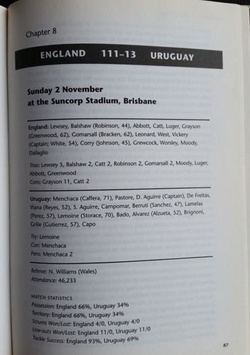 Chapter 8
ENGLAND 111–13 URUGUAY
Sunday 2 November
at the Suncorp Stadium, Brisbane
England: Lewsey, Balshaw (Robinson, 44), Abbott, Catt, Luger, Grayson
(Greenwood, 62), Gomarsall (Bracken, 62), Leonard, West, Vickery
(Captain; White, 54), Corry (Johnson, 45), Grewcock, Worsley, Moody,
Dallaglio
Tries: Lewsey 5, Balshaw 2, Catt 2, Robinson 2, Gomarsall 2, Moody, Luger,
Abbott, Greenwood
Cons: Grayson 11, Catt 2
Uruguay: Menchaca (Caffera, 71), Pastore, D. Aguirre (Captain), De Freitas,
Viana (Reyes, 52), S. Aguirre, Campomar, Berruti (Sanchez, 47), Lamelas
(Perez, 57), Lemoine (Storace, 70), Bado, Alvarez (Alzueta, 52), Brignoni,
Grille (Gutierrez, 57), Capo
Try: Lemoine
Con: Menchaca
Pens: Menchaca 2
Referee: N. Williams (Wales)
Attendance: 46,233
MATCH STATISTICS
Possession: England 66%, Uruguay 34%
Territory: England 66%, Uruguay 34%
Scrums Won/Lost: England 4/0, Uruguay 4/0
Line-outs Won/Lost: England 11/0, Uruguay 11/0
Tackle Success: England 93%, Uruguay 69%
87